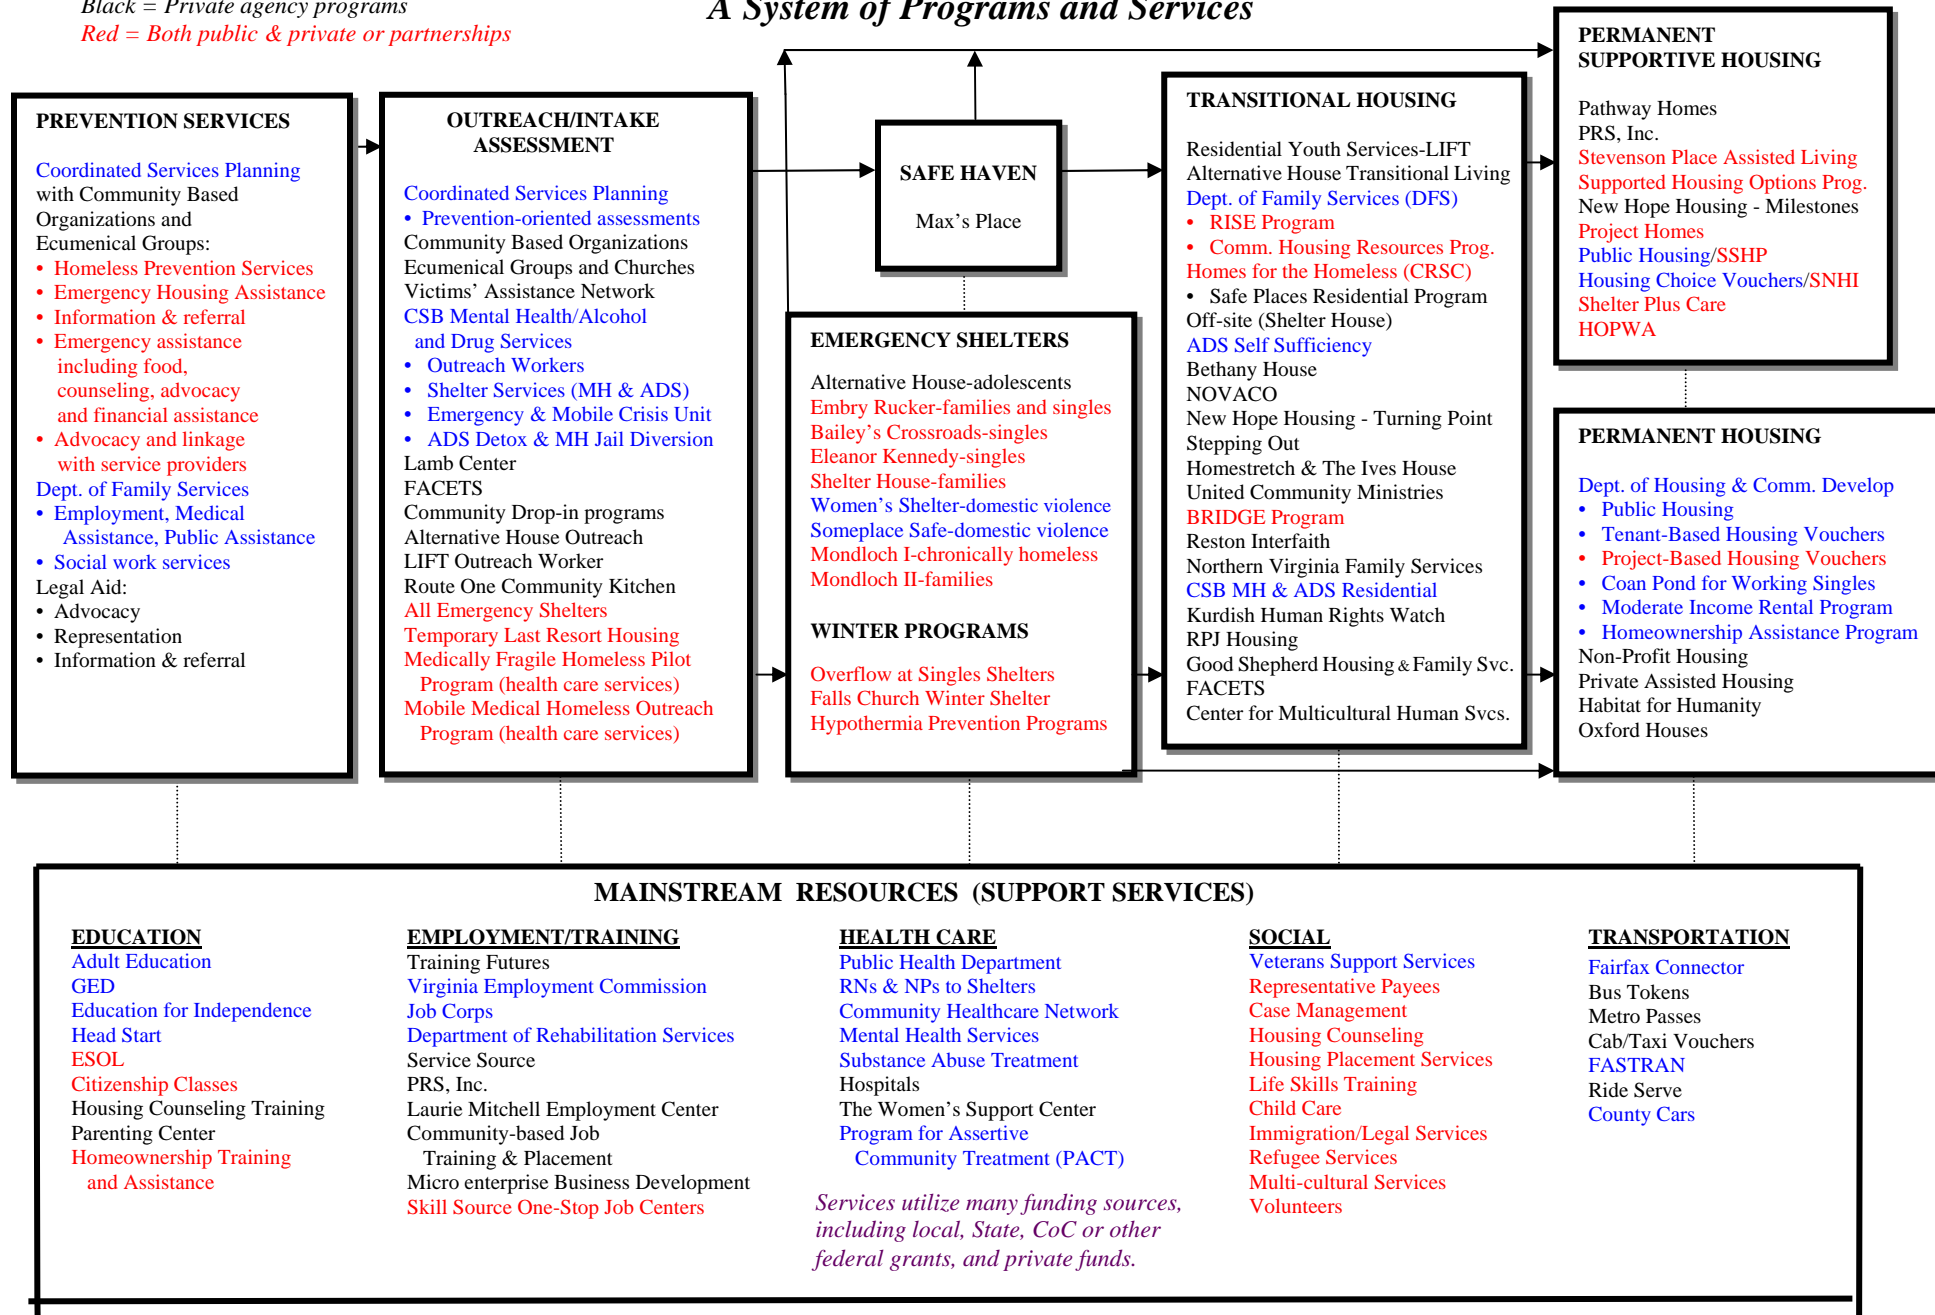 Black = Private agency programs
Red = Both public & private or partnerships
A System of Programs and Services
PREVENTION SERVICES
Coordinated Services Planning
with Community Based
Organizations and
Ecumenical Groups:
• Homeless Prevention Services
• Emergency Housing Assistance
• Information & referral
• Emergency assistance
including food,
counseling, advocacy
and financial assistance
• Advocacy and linkage
with service providers
Dept. of Family Services
• Employment, Medical
Assistance, Public Assistance
• Social work services
Legal Aid:
• Advocacy
• Representation
• Information & referral
OUTREACH/INTAKE
ASSESSMENT
Coordinated Services Planning
• Prevention-oriented assessments
Community Based Organizations
Ecumenical Groups and Churches
Victims’ Assistance Network
CSB Mental Health/Alcohol
and Drug Services
• Outreach Workers
• Shelter Services (MH & ADS)
• Emergency & Mobile Crisis Unit
• ADS Detox & MH Jail Diversion
Lamb Center
FACETS
Community Drop-in programs
Alternative House Outreach
LIFT Outreach Worker
Route One Community Kitchen
All Emergency Shelters
Temporary Last Resort Housing
Medically Fragile Homeless Pilot
Program (health care services)
Mobile Medical Homeless Outreach
Program (health care services)
SAFE HAVEN
Max’s Place
EMERGENCY SHELTERS
Alternative House-adolescents
Embry Rucker-families and singles
Bailey’s Crossroads-singles
Eleanor Kennedy-singles
Shelter House-families
Women’s Shelter-domestic violence
Someplace Safe-domestic violence
Mondloch I-chronically homeless
Mondloch II-families
WINTER PROGRAMS
Overflow at Singles Shelters
Falls Church Winter Shelter
Hypothermia Prevention Programs
TRANSITIONAL HOUSING
Residential Youth Services-LIFT
Alternative House Transitional Living
Dept. of Family Services (DFS)
• RISE Program
• Comm. Housing Resources Prog.
Homes for the Homeless (CRSC)
• Safe Places Residential Program
Off-site (Shelter House)
ADS Self Sufficiency
Bethany House
NOVACO
New Hope Housing - Turning Point
Stepping Out
Homestretch & The Ives House
United Community Ministries
BRIDGE Program
Reston Interfaith
Northern Virginia Family Services
CSB MH & ADS Residential
Kurdish Human Rights Watch
RPJ Housing
Good Shepherd Housing & Family Svc.
FACETS
Center for Multicultural Human Svcs.
PERMANENT
SUPPORTIVE HOUSING
Pathway Homes
PRS, Inc.
Stevenson Place Assisted Living
Supported Housing Options Prog.
New Hope Housing - Milestones
Project Homes
Public Housing/SSHP
Housing Choice Vouchers/SNHI
Shelter Plus Care
HOPWA
PERMANENT HOUSING
Dept. of Housing & Comm. Develop
• Public Housing
• Tenant-Based Housing Vouchers
• Project-Based Housing Vouchers
• Coan Pond for Working Singles
• Moderate Income Rental Program
• Homeownership Assistance Program
Non-Profit Housing
Private Assisted Housing
Habitat for Humanity
Oxford Houses
MAINSTREAM RESOURCES (SUPPORT SERVICES)
EDUCATION
Adult Education
GED
Education for Independence
Head Start
ESOL
Citizenship Classes
Housing Counseling Training
Parenting Center
Homeownership Training
and Assistance
EMPLOYMENT/TRAINING
Training Futures
Virginia Employment Commission
Job Corps
Department of Rehabilitation Services
Service Source
PRS, Inc.
Laurie Mitchell Employment Center
Community-based Job
Training & Placement
Micro enterprise Business Development
Skill Source One-Stop Job Centers
HEALTH CARE
Public Health Department
RNs & NPs to Shelters
Community Healthcare Network
Mental Health Services
Substance Abuse Treatment
Hospitals
The Women’s Support Center
Program for Assertive
Community Treatment (PACT)
Services utilize many funding sources,
including local, State, CoC or other
federal grants, and private funds.
SOCIAL
Veterans Support Services
Representative Payees
Case Management
Housing Counseling
Housing Placement Services
Life Skills Training
Child Care
Immigration/Legal Services
Refugee Services
Multi-cultural Services
Volunteers
TRANSPORTATION
Fairfax Connector
Bus Tokens
Metro Passes
Cab/Taxi Vouchers
FASTRAN
Ride Serve
County Cars